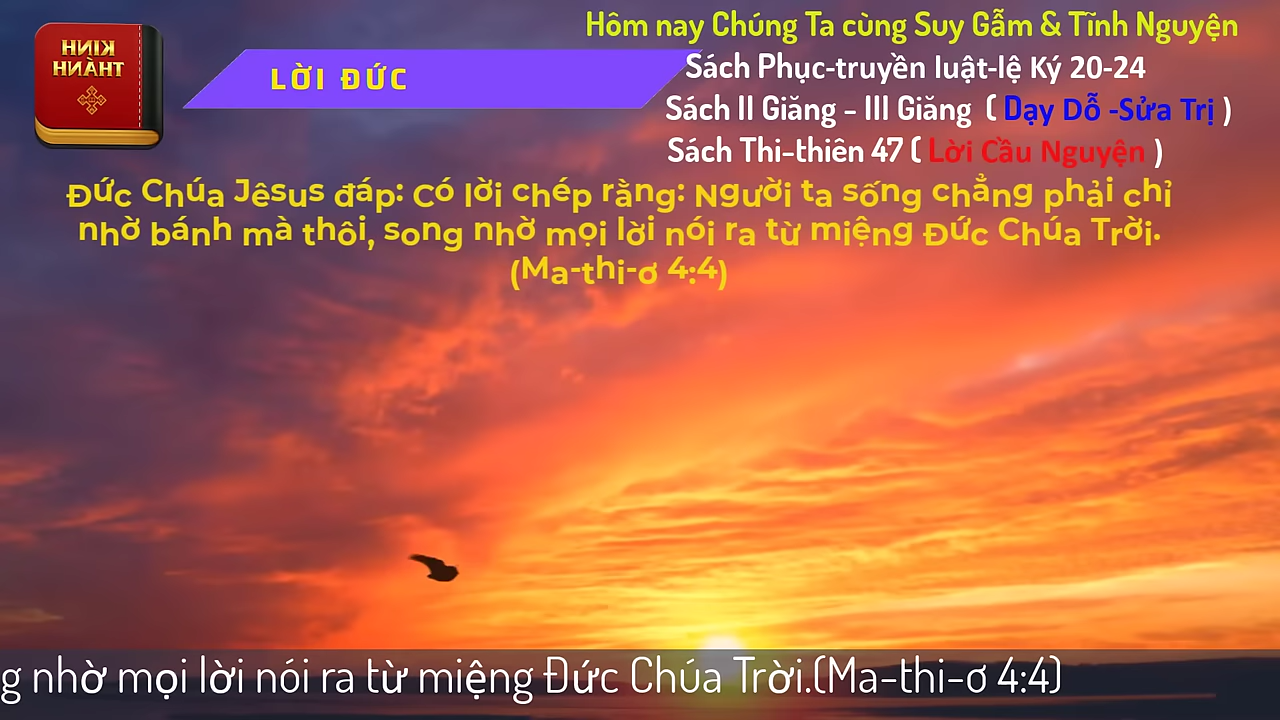 KINH
THÀNH
LỜI ĐỨC
Hôm nay Chúng Ta cùng Suy Gẫm & Tĩnh Nguyện
Sách Phục-truyền luật-lệ Ký 20-24
Sách II Giăng – III Giăng ( Dạy Dỗ -Sửa Trị )
Sách Thi-thiên 47 ( Lời Cầu Nguyện )
Đức Chúa Jêsus đáp: Có lời chép rằng: Người ta sống chẳng phải chỉ
nhờ bánh mà thôi, song nhờ mọi lời nói ra từ miệng Đức Chúa Trời.
(Ma-thi-ơ 4:4)
g nhờ mọi lời nói ra từ miệng Đức Chúa Trời.(Ma-thi-ơ 4:4)